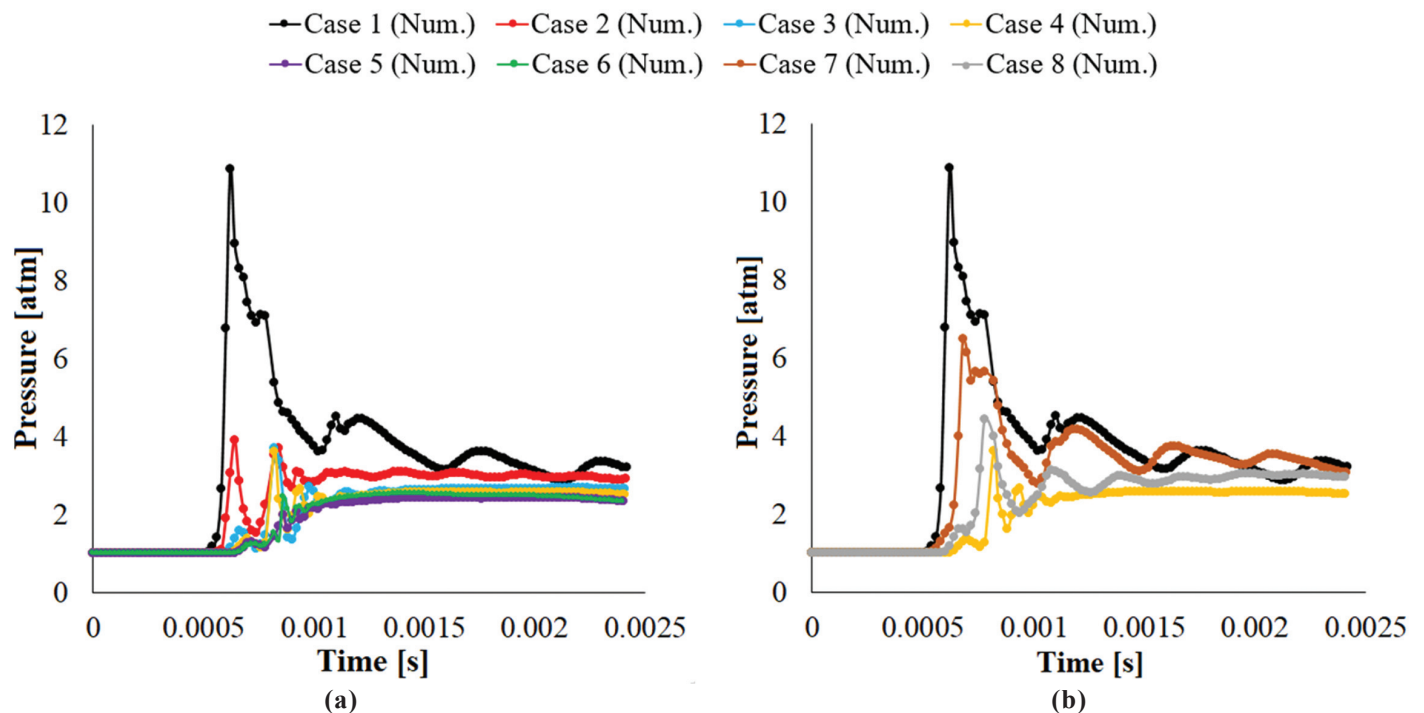 Case 1 (Num.) Case 2 (Num.) Case 3 (Num.) Case 4 (Num.)
Case 5 (Num.) Case 6 (Num.) Case 7 (Num.) Case 8 (Num.)
12
10
8
6
4
2
0
Pressure [atm]
0 0.0005 0.001 0.0015 0.002 0.0025
Time [s]
(a)
12
10
8
6
4
2
0
Pressure [atm]
0 0.0005 0.001 0.0015 0.002 0.0025
Time [s]
(b)